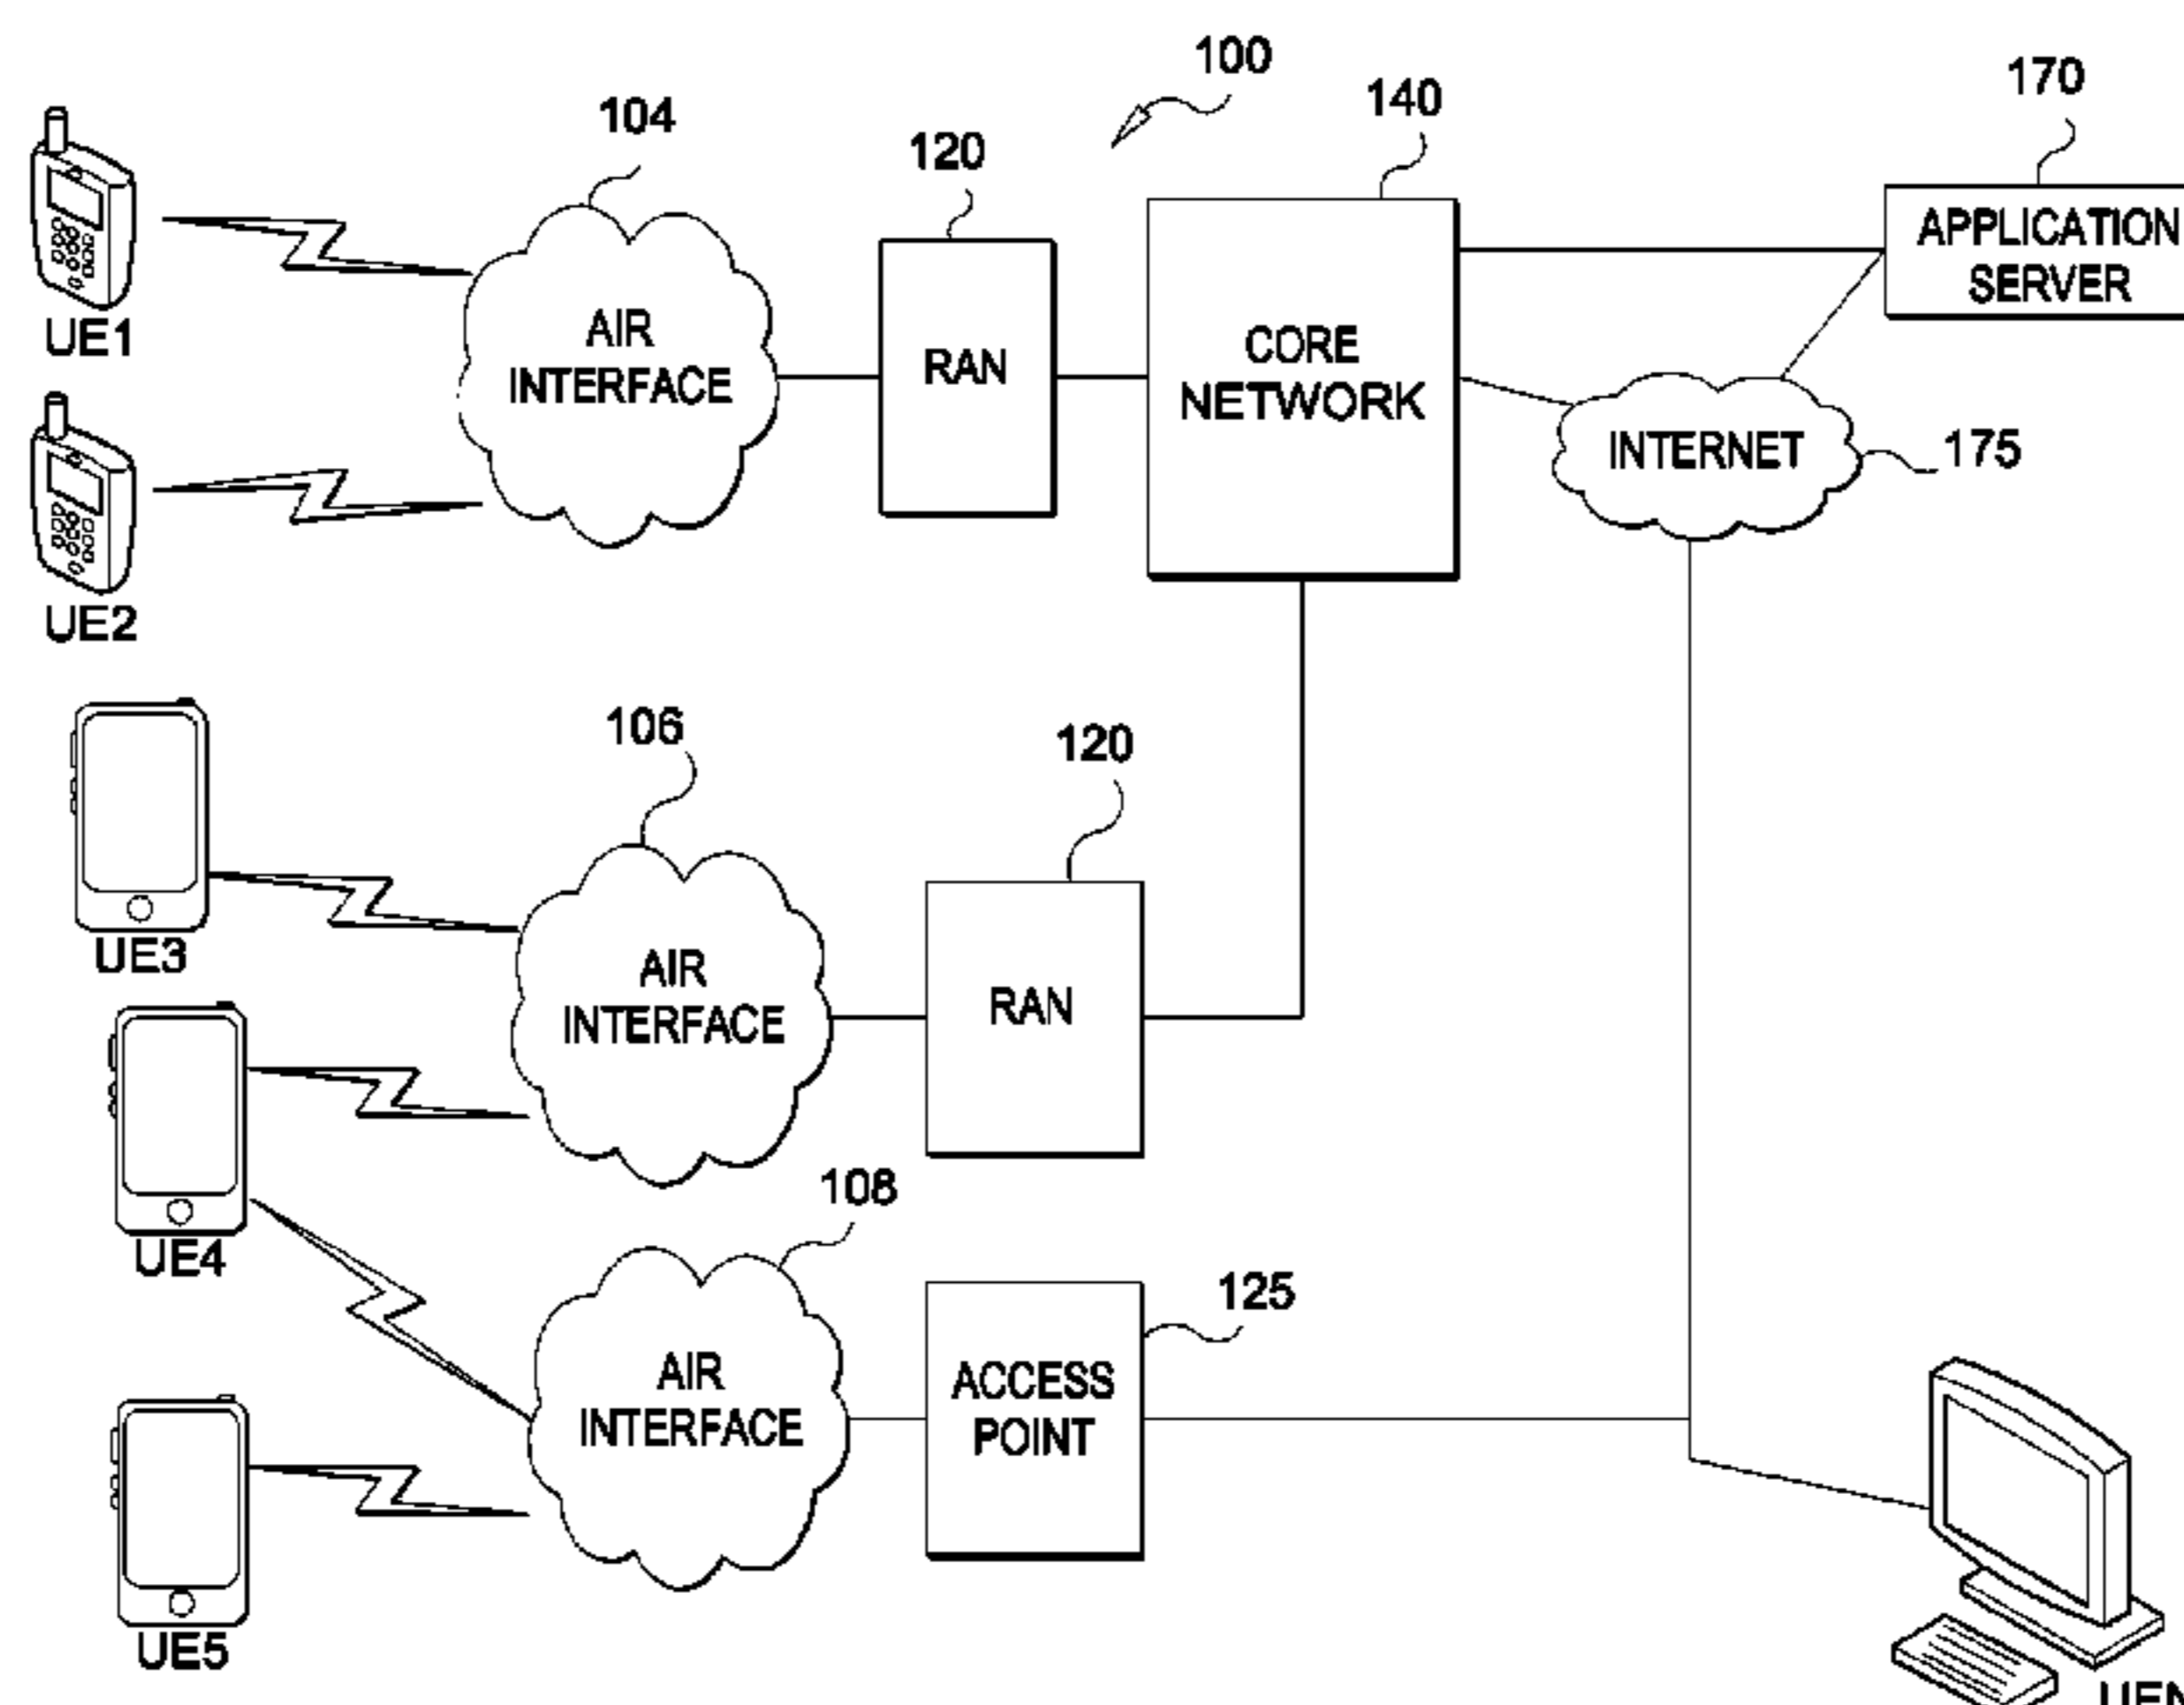 100
140
170
104
120
APPLICATION
SERVER
AIR
INTERFACE
RAN
CORE
NETWORK
UE1
INTERNET
175
UE2
106
120
UE3
AIR
INTERFACE
RAN
108
UE4
125
AIR
INTERFACE
ACCESS
POINT
UE5